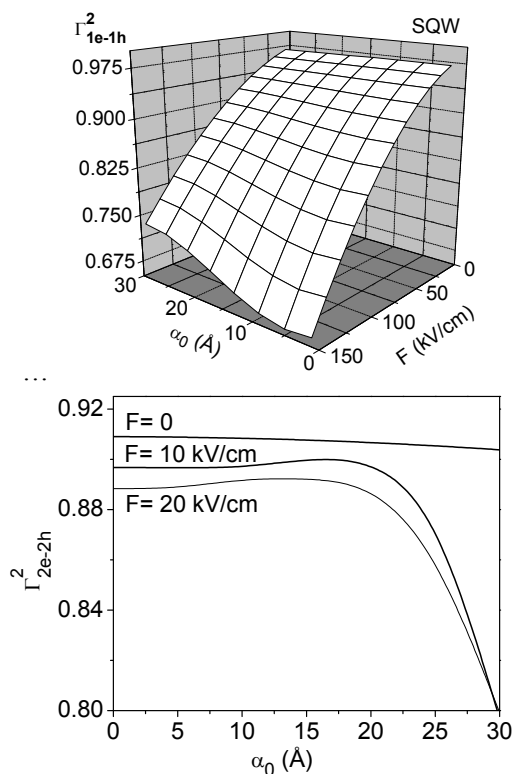 Γ²1e-1h
SQW
0.975
0.900
0.825
0.750
0.675
30
20
10
0
α0 (Å)
0
50
100
150
F (kV/cm)
...
0.92
0.88
0.84
0.80
Γ²2e-2h
F= 0
F= 10 kV/cm
F= 20 kV/cm
0 5 10 15 20 25 30
α0 (Å)